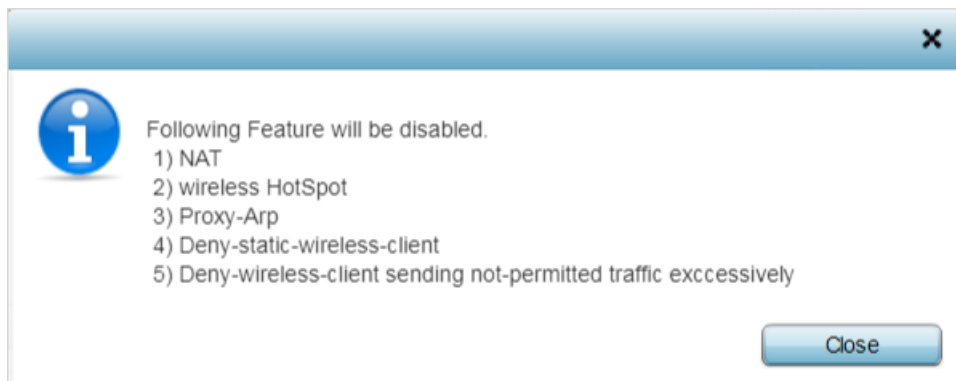 Following Feature will be disabled.
1) NAT
2) wireless HotSpot
3) Proxy-Arp
4) Deny-static-wireless-client
5) Deny-wireless-client sending not-permitted traffic exccessively
Close